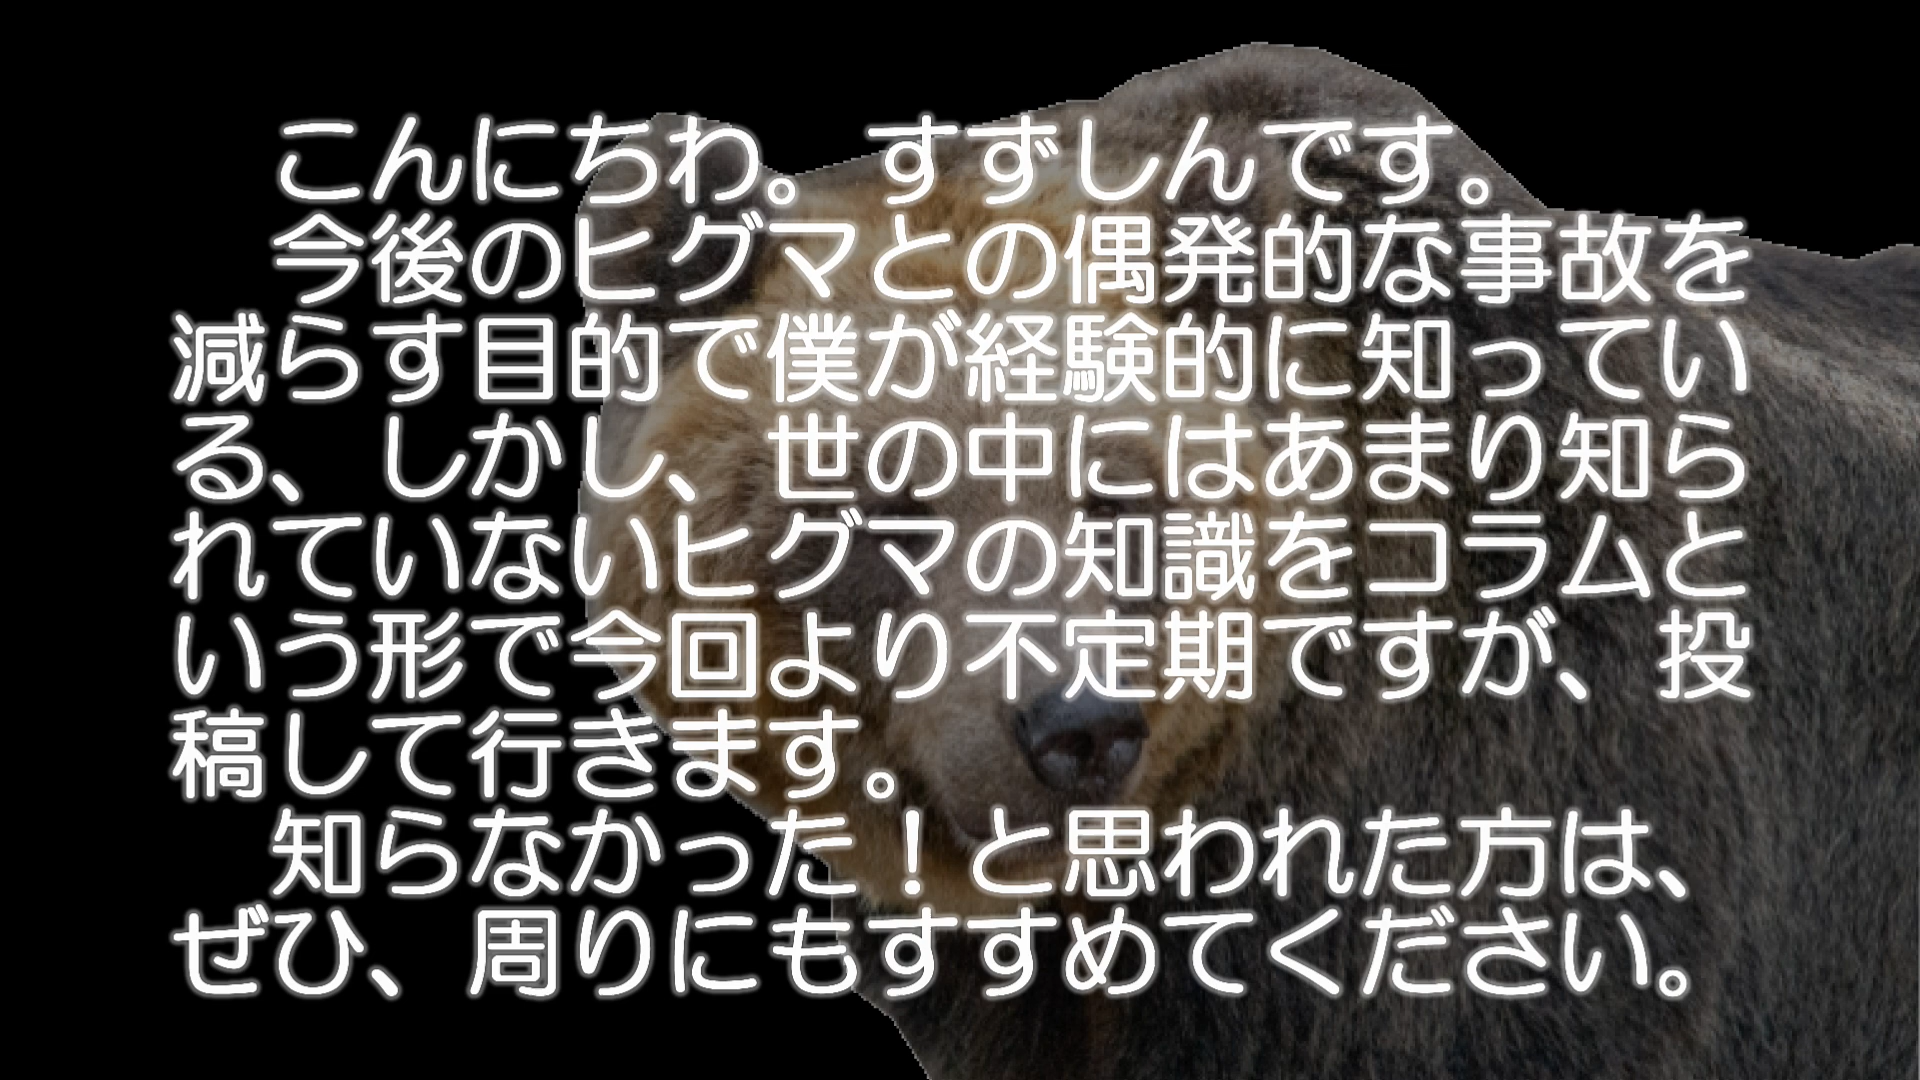 こんにちわ。すずしんです。
今後のヒグマとの偶発的な事故を
減らす目的で僕が経験的に知ってい
る、しかし、世の中にはあまり知ら
れていないヒグマの知識をコラムと
いう形で今回より不定期ですが、投
稿して行きます。
知らなかった！と思われた方は、
ぜひ、周りにもすすめてください。